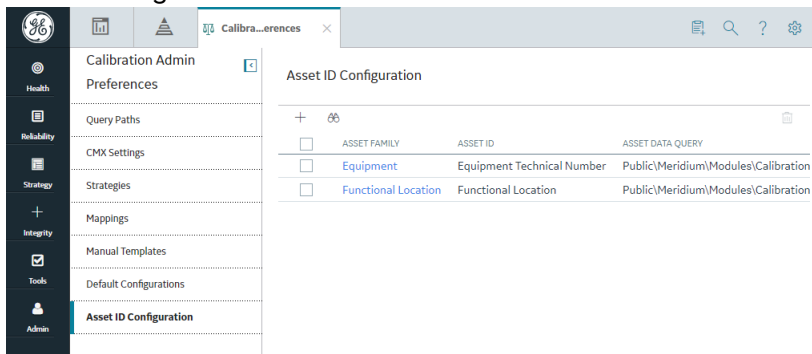 Calibra...erences
Health
Reliability
Strategy
Integrity
Tools
Admin
Calibration Admin
Preferences
Query Paths
CMX Settings
Strategies
Mappings
Manual Templates
Default Configurations
Asset ID Configuration
Asset ID Configuration
ASSET FAMILY ASSET ID ASSET DATA QUERY
Equipment Equipment Technical Number Public\Meridium\Modules\Calibration
Functional Location Functional Location Public\Meridium\Modules\Calibration